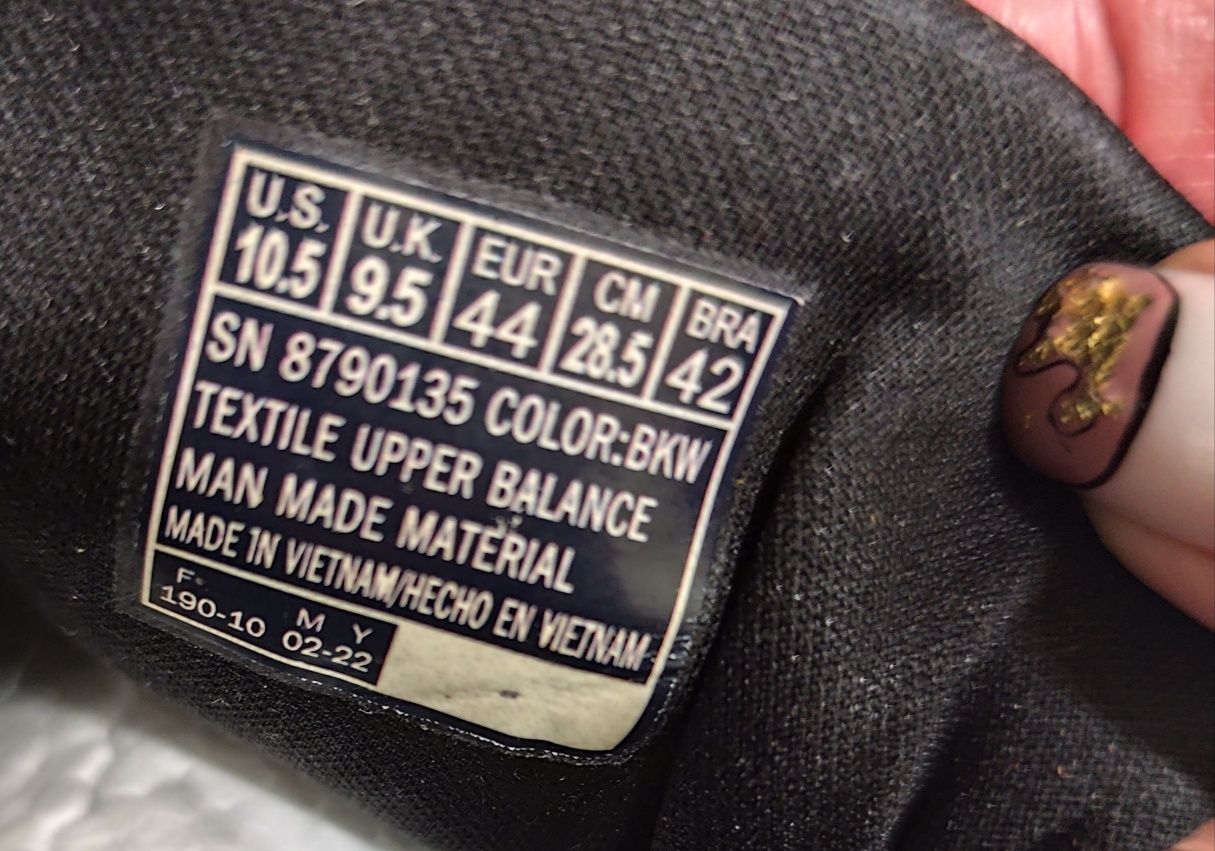 U.S. U.K. EUR CM BRA
10.5 9.5 44 28.5 42
SN 8790135 COLOR:BKW
TEXTILE UPPER BALANCE
MAN MADE MATERIAL
MADE IN VIETNAM/HECHO EN VIETNAM
F. M Y
190-10 02-22